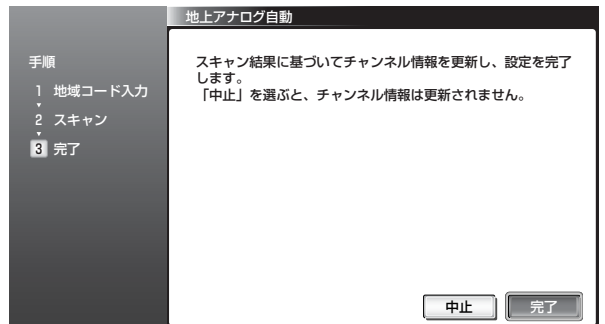 地上アナログ自動
手順
1 地域コード入力
2 スキャン
3 完了
スキャン結果に基づいてチャンネル情報を更新し、設定を完了
します。
「中止」を選ぶと、チャンネル情報は更新されません。
中止
完了